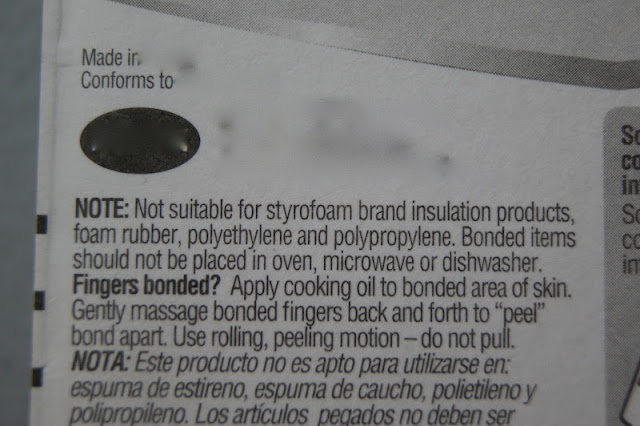 Made in
Conforms to
NOTE: Not suitable for styrofoam brand insulation products,
foam rubber, polyethylene and polypropylene. Bonded items
should not be placed in oven, microwave or dishwasher.
Fingers bonded? Apply cooking oil to bonded area of skin.
Gently massage bonded fingers back and forth to “peel”
bond apart. Use rolling, peeling motion – do not pull.
NOTA: Este producto no es apto para utilizarse en:
espuma de estireno, espuma de caucho, polietileno y
polipropileno. Los artículos pegados no deben ser